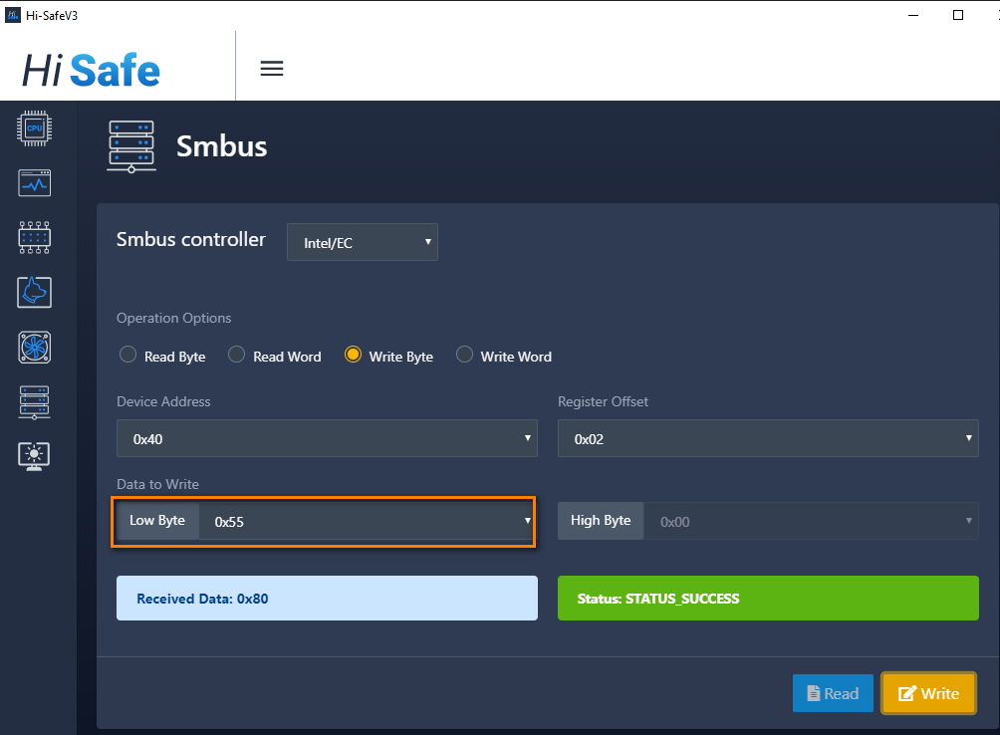 Hi-SafeV3
Hi Safe
CPU
Smbus
Smbus controller Intel/EC
Operation Options
Read Byte Read Word Write Byte Write Word
Device Address Register Offset
0x40 0x02
Data to Write
Low Byte 0x55 High Byte 0x00
Received Data: 0x80 Status: STATUS_SUCCESS
Read Write